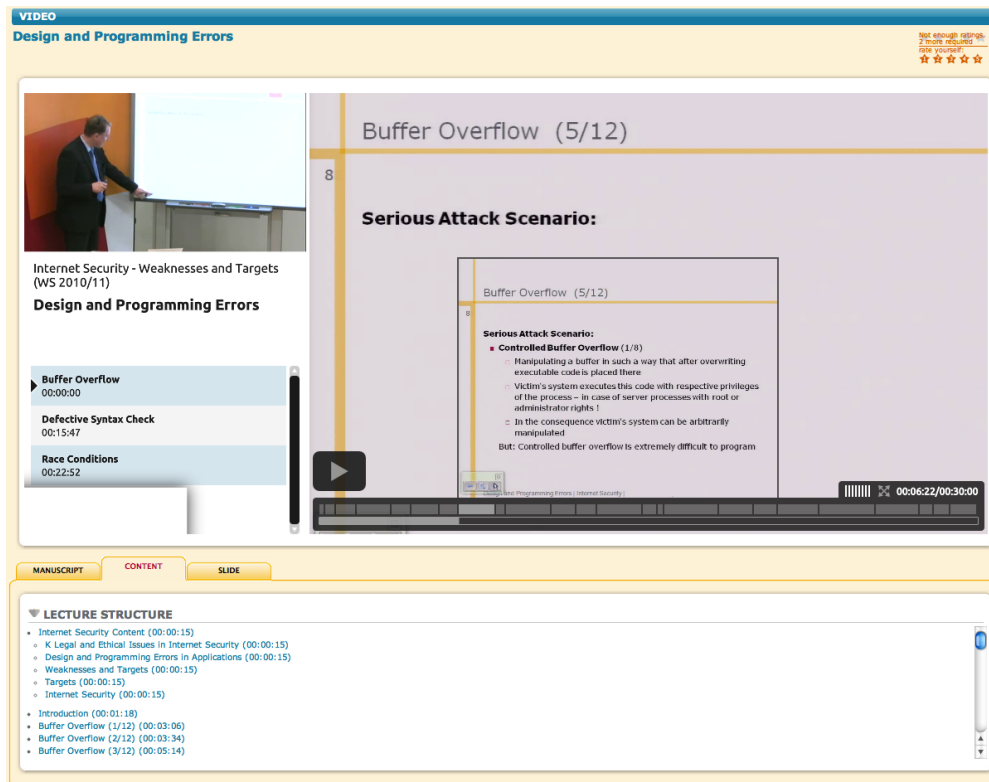 VIDEO
Design and Programming Errors
Not enough ratings,
2 more required
rate yourself:
Internet Security - Weaknesses and Targets
(WS 2010/11)
Design and Programming Errors
Buffer Overflow
00:00:00
Defective Syntax Check
00:15:47
Race Conditions
00:22:52
Buffer Overflow (5/12)
8
Serious Attack Scenario:
Buffer Overflow (5/12)
8
Serious Attack Scenario:
Controlled Buffer Overflow (1/8)
Manipulating a buffer in such a way that after overwriting
executable code is placed there
Victim's system executes this code with respective privileges
of the process – in case of server processes with root or
administrator rights !
In the consequence victim's system can be arbitrarily
manipulated
But: Controlled buffer overflow is extremely difficult to program
Design and Programming Errors | Internet Security |
00:06:22/00:30:00
MANUSCRIPT
CONTENT
SLIDE
LECTURE STRUCTURE
Internet Security Content (00:00:15)
K Legal and Ethical Issues in Internet Security (00:00:15)
Design and Programming Errors in Applications (00:00:15)
Weaknesses and Targets (00:00:15)
Targets (00:00:15)
Internet Security (00:00:15)
Introduction (00:01:18)
Buffer Overflow (1/12) (00:03:06)
Buffer Overflow (2/12) (00:03:34)
Buffer Overflow (3/12) (00:05:14)